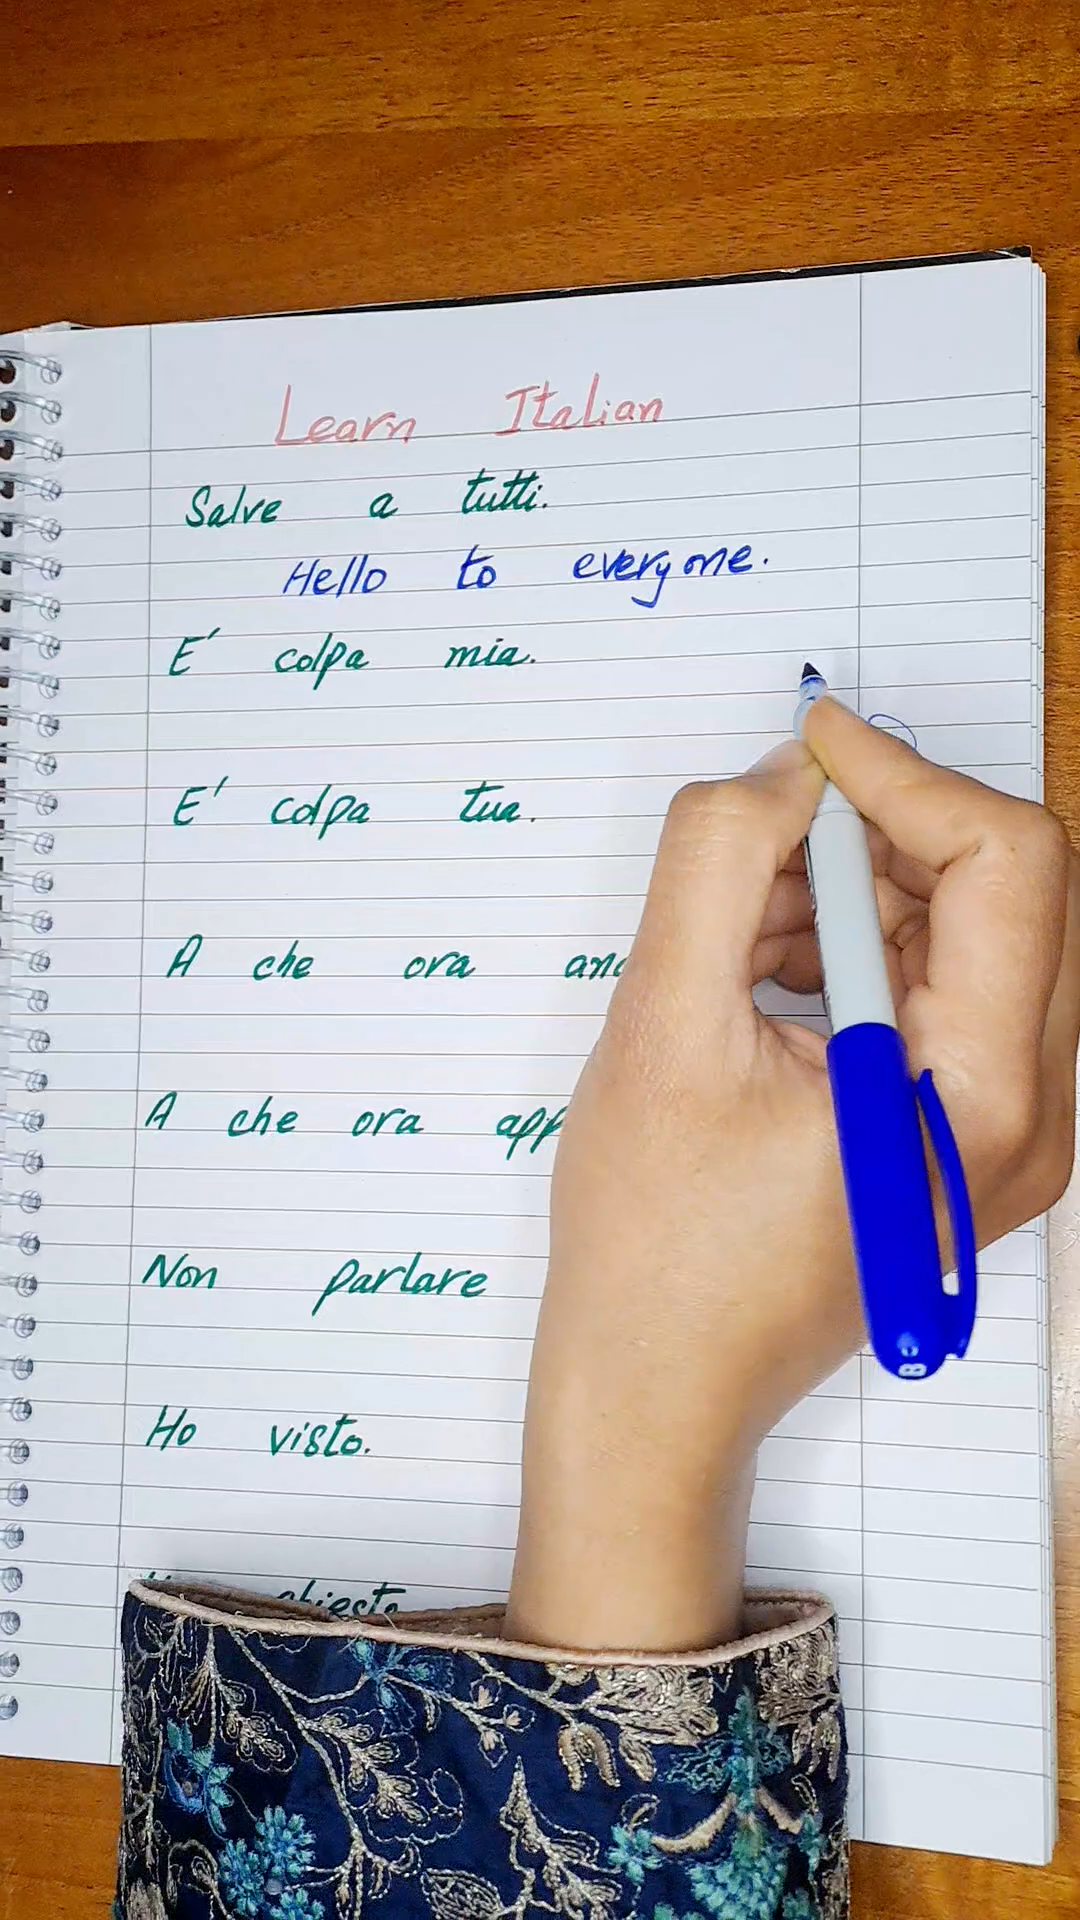 Learn Italian
Salve a tutti.
Hello to everyone.
E' colpa mia.
E' colpa tua.
A che ora
A che ora
Non parlare
Ho visto.
chiesto
B